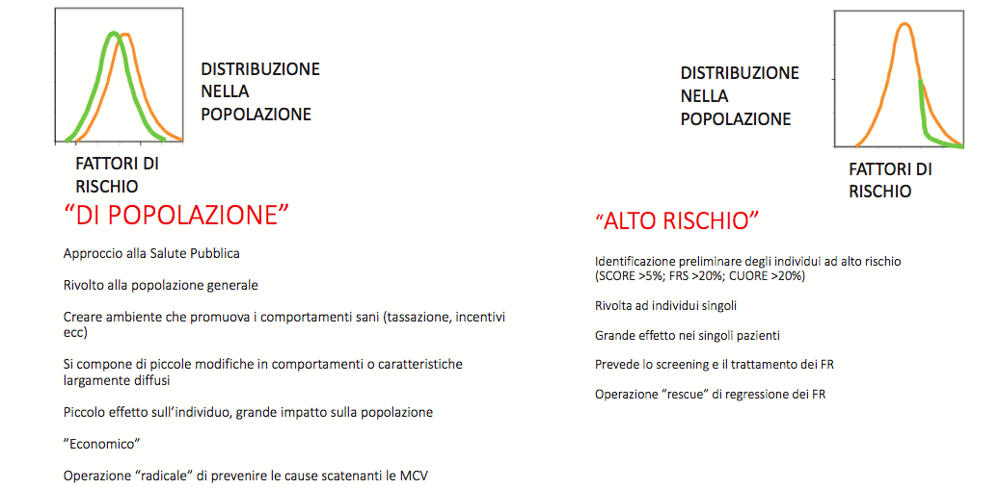 DISTRIBUZIONE
NELLA
POPOLAZIONE
FATTORI DI
RISCHIO
“DI POPOLAZIONE”
Approccio alla Salute Pubblica
Rivolto alla popolazione generale
Creare ambiente che promuova i comportamenti sani (tassazione, incentivi
ecc)
Si compone di piccole modifiche in comportamenti o caratteristiche
largamente diffusi
Piccolo effetto sull’individuo, grande impatto sulla popolazione
”Economico”
Operazione “radicale” di prevenire le cause scatenanti le MCV
DISTRIBUZIONE
NELLA
POPOLAZIONE
FATTORI DI
RISCHIO
“ALTO RISCHIO”
Identificazione preliminare degli individui ad alto rischio
(SCORE >5%; FRS >20%; CUORE >20%)
Rivolta ad individui singoli
Grande effetto nei singoli pazienti
Prevede lo screening e il trattamento dei FR
Operazione “rescue” di regressione dei FR